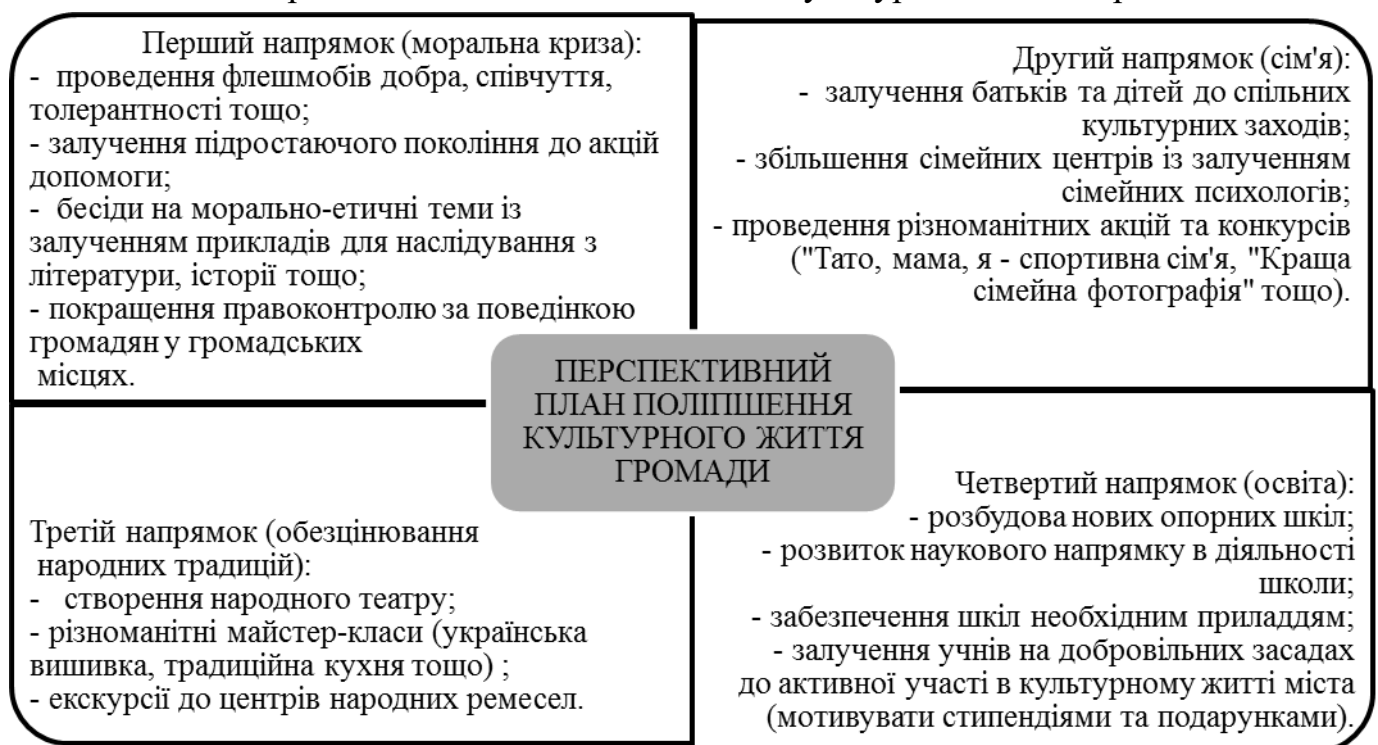 Перший напрямок (моральна криза):
- проведення флешмобів добра, співчуття,
толерантності тощо;
- залучення підростаючого покоління до акцій
допомоги;
- бесіди на морально-етичні теми із
залученням прикладів для наслідування з
літератури, історії тощо;
- покращення правоконтролю за поведінкою
громадян у громадських
місцях.
Другий напрямок (сім'я):
- залучення батьків та дітей до спільних
культурних заходів;
- збільшення сімейних центрів із залученням
сімейних психологів;
- проведення різноманітних акцій та конкурсів
("Тато, мама, я - спортивна сім'я, "Краща
сімейна фотографія" тощо).
ПЕРСПЕКТИВНИЙ
ПЛАН ПОЛІПШЕННЯ
КУЛЬТУРНОГО ЖИТТЯ
ГРОМАДИ
Третій напрямок (обезцінювання
народних традицій):
- створення народного театру;
- різноманітні майстер-класи (українська
вишивка, традиційна кухня тощо) ;
- екскурсії до центрів народних ремесел.
Четвертий напрямок (освіта):
- розбудова нових опорних шкіл;
- розвиток наукового напрямку в діяльності
школи;
- забезпечення шкіл необхідним приладдям;
- залучення учнів на добровільних засадах
до активної участі в культурному житті міста
(мотивувати стипендіями та подарунками).